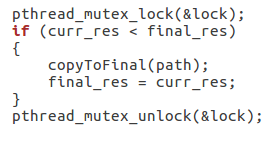 pthread_mutex_lock(&lock);
if (curr_res < final_res)
{
    copyToFinal(path);
    final_res = curr_res;
}
pthread_mutex_unlock(&lock);